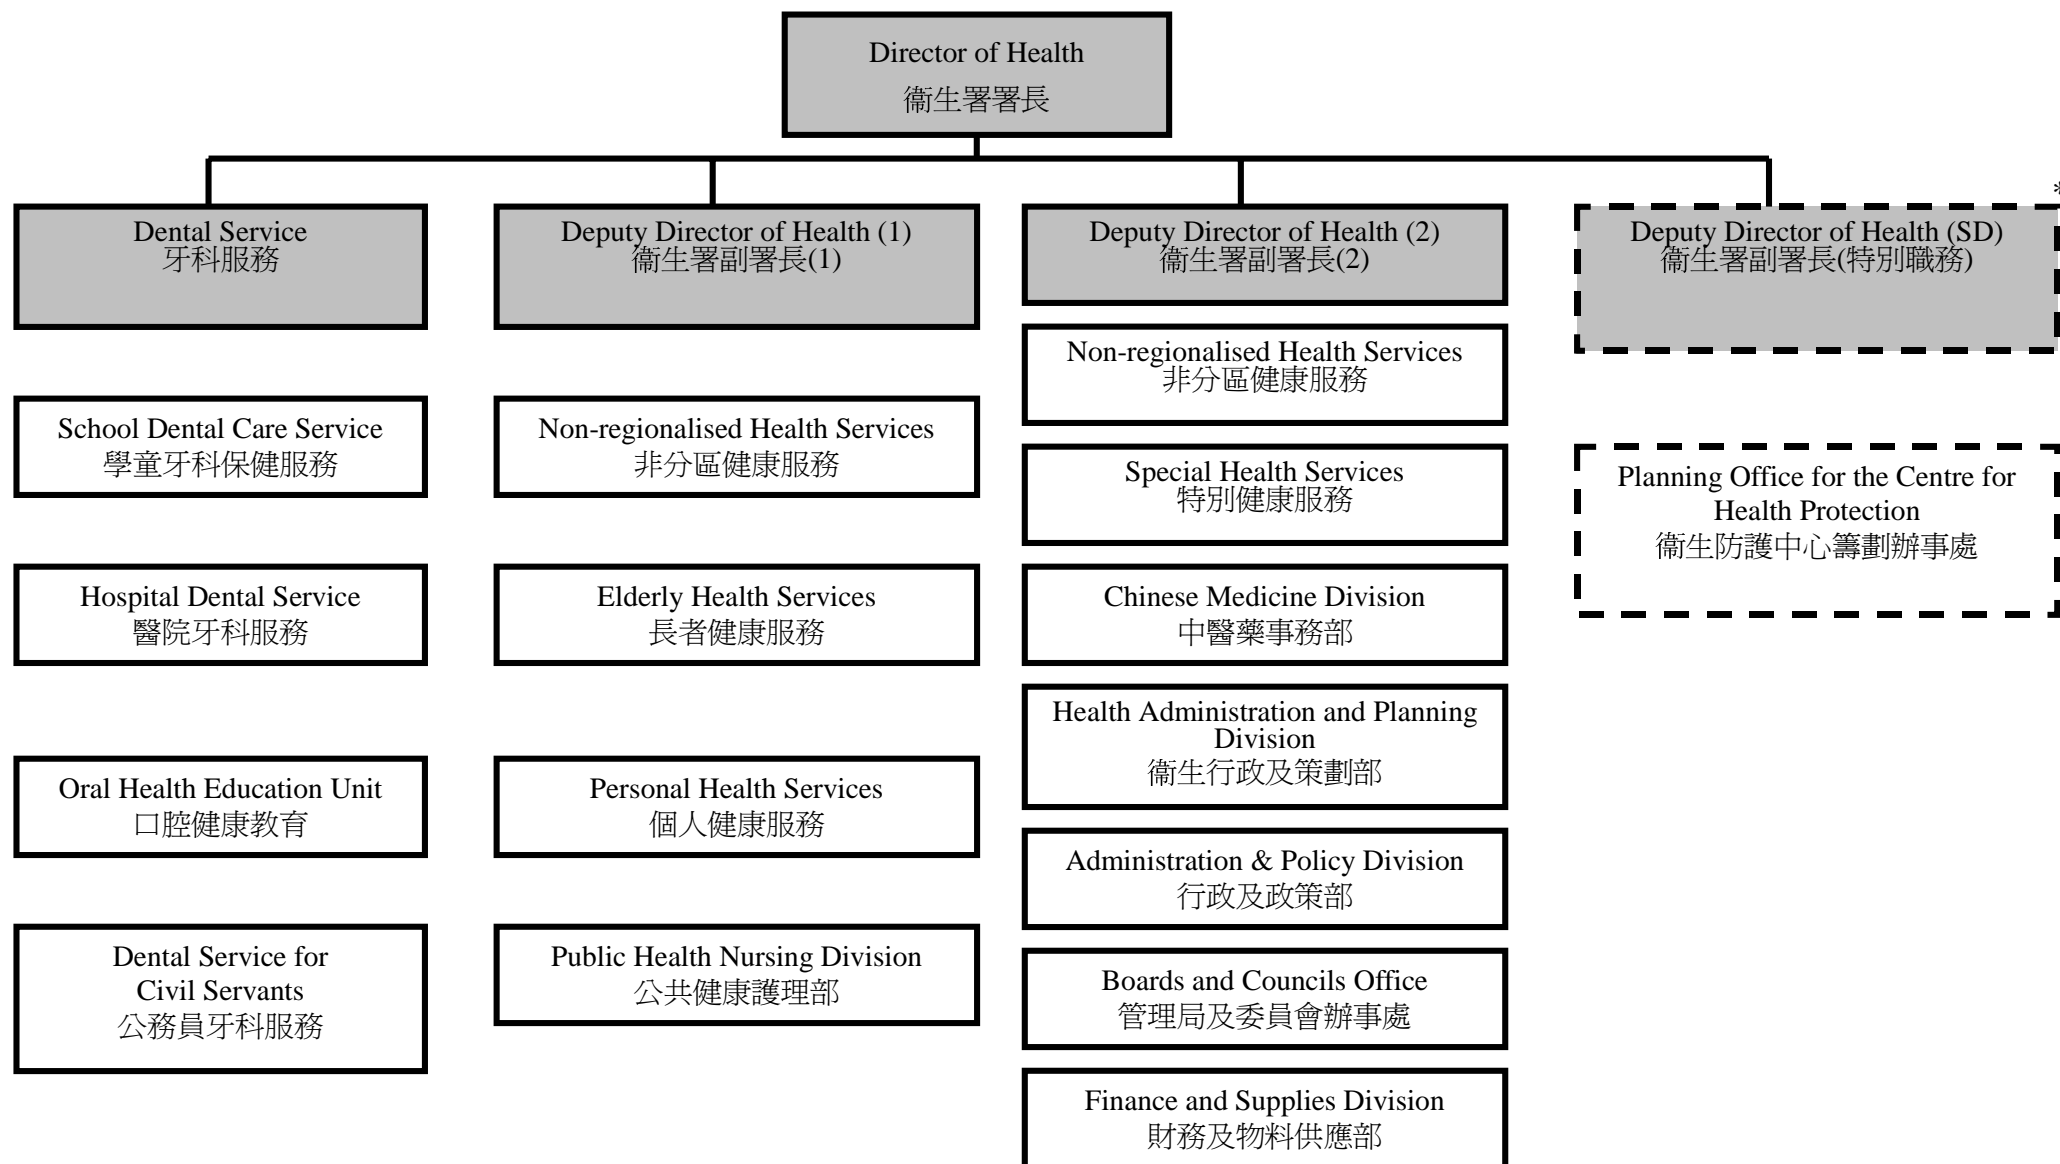 Director of Health
衞生署署長
*
Dental Service
牙科服務
Deputy Director of Health (1)
衞生署副署長(1)
Deputy Director of Health (2)
衞生署副署長(2)
Deputy Director of Health (SD)
衞生署副署長(特別職務)
School Dental Care Service
學童牙科保健服務
Hospital Dental Service
醫院牙科服務
Oral Health Education Unit
口腔健康教育
Dental Service for
Civil Servants
公務員牙科服務
Non-regionalised Health Services
非分區健康服務
Elderly Health Services
長者健康服務
Personal Health Services
個人健康服務
Public Health Nursing Division
公共健康護理部
Non-regionalised Health Services
非分區健康服務
Special Health Services
特別健康服務
Chinese Medicine Division
中醫藥事務部
Health Administration and Planning
Division
衞生行政及策劃部
Administration & Policy Division
行政及政策部
Boards and Councils Office
管理局及委員會辦事處
Finance and Supplies Division
財務及物料供應部
Planning Office for the Centre for
Health Protection
衞生防護中心籌劃辦事處